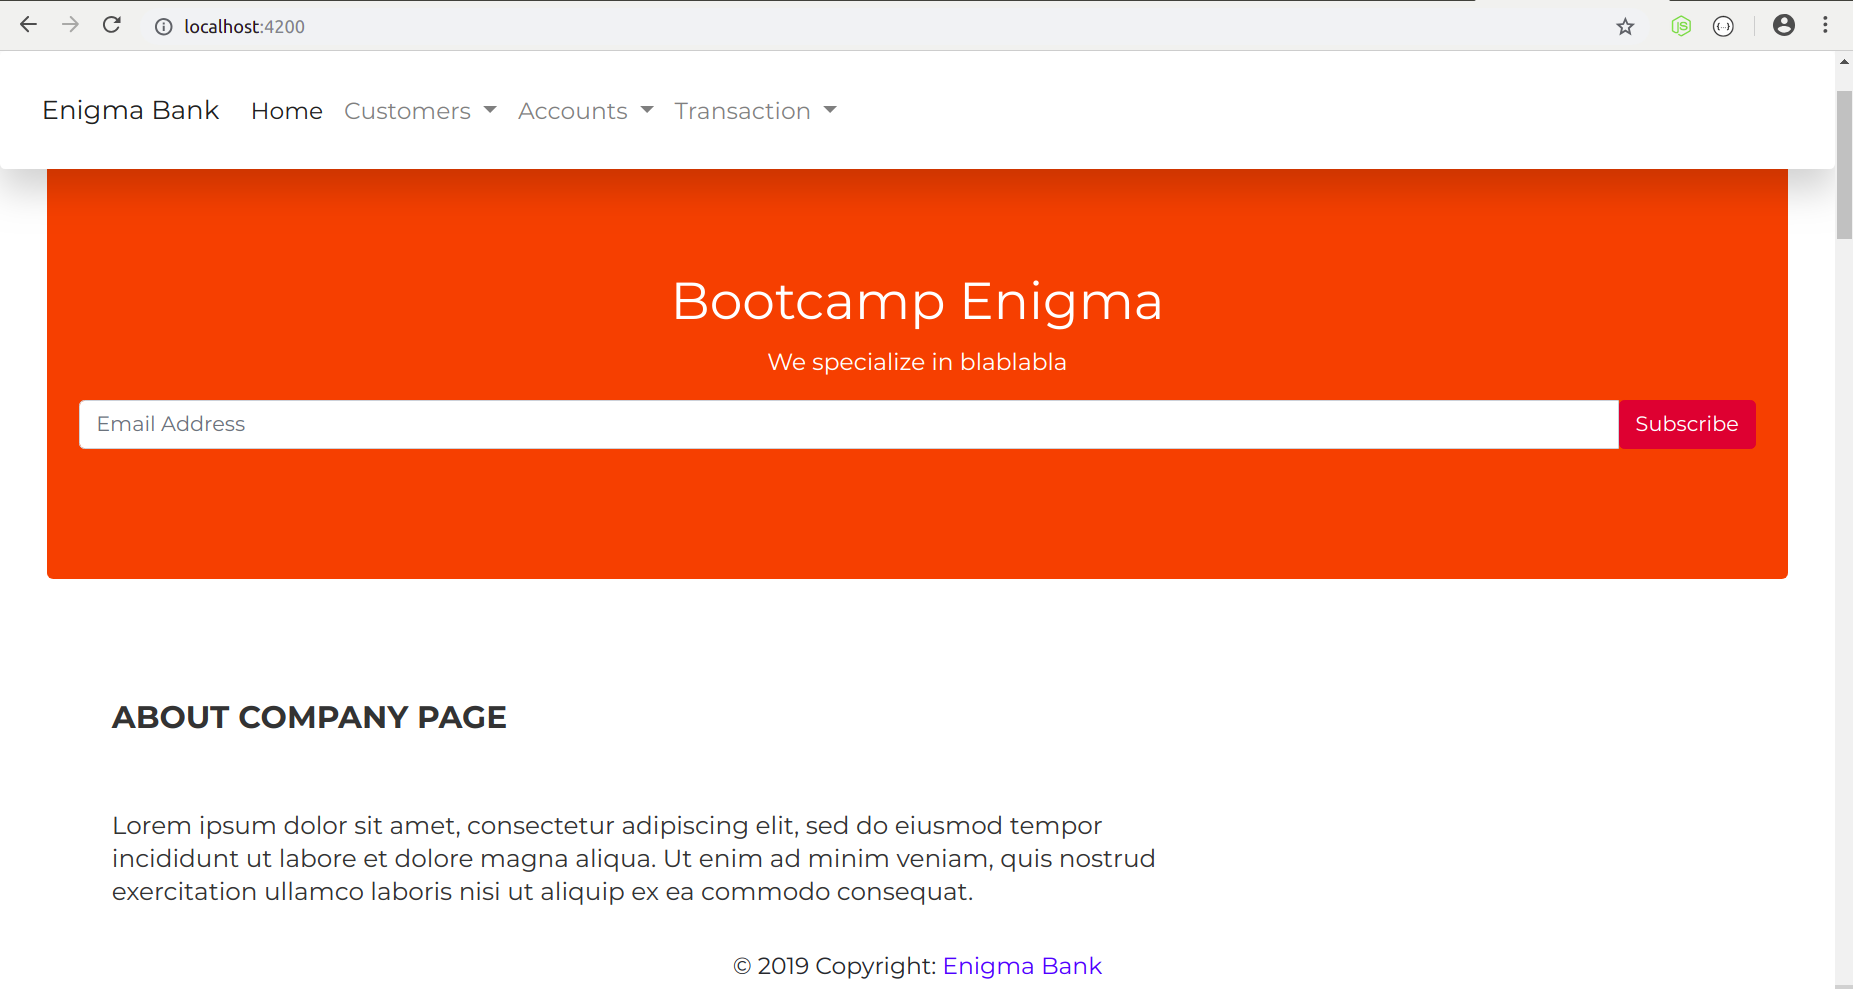 localhost:4200
Enigma Bank Home Customers Accounts Transaction
Bootcamp Enigma
We specialize in blablabla
Email Address Subscribe
ABOUT COMPANY PAGE
Lorem ipsum dolor sit amet, consectetur adipiscing elit, sed do eiusmod tempor
incididunt ut labore et dolore magna aliqua. Ut enim ad minim veniam, quis nostrud
exercitation ullamco laboris nisi ut aliquip ex ea commodo consequat.
© 2019 Copyright: Enigma Bank